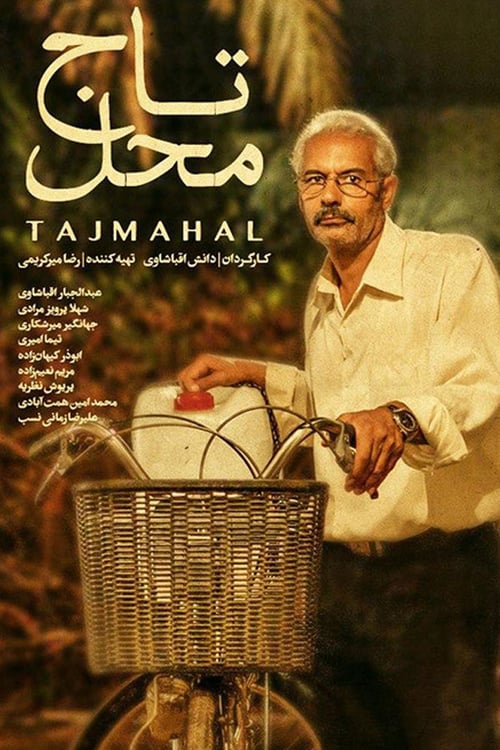 تاج
محل
TAJMAHAL
کارگردان | دانش اقباشاوی تهیه‌کننده | رضا میرکریمی
عبدالجبار اقباشاوی
شهلا پرویز مرادی
جهانگیر میرشکاری
تیما امیری
ابوذر کیهان‌زاده
مریم نعیم‌زاده
پریوش نظریه
محمد امین همت‌آبادی
علیرضا زمانی نسب